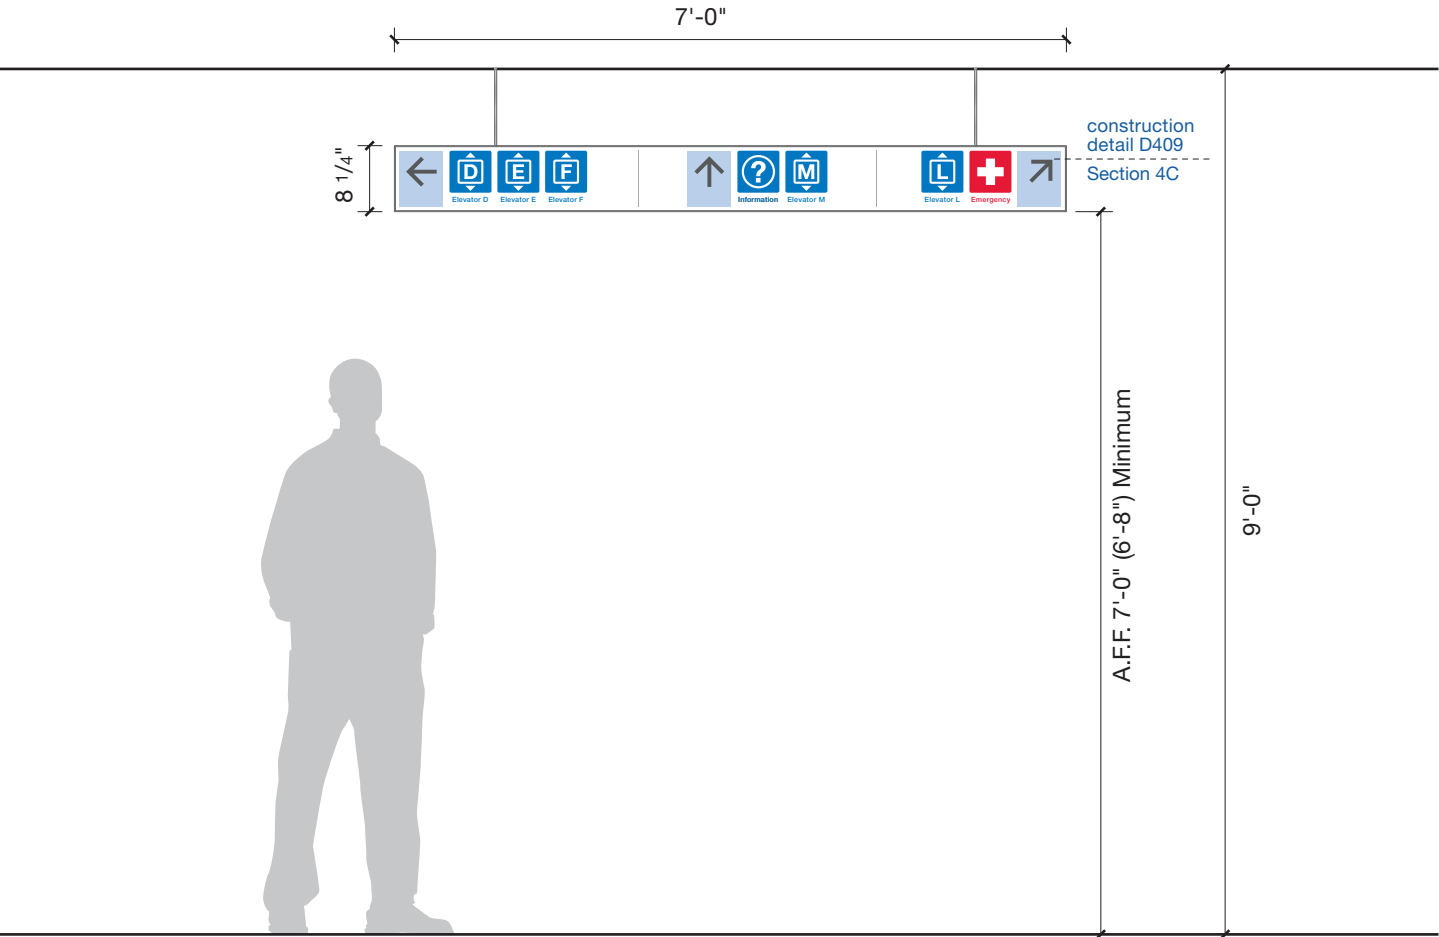 7'-0"
8 1/4"
D
E
F
?
M
L
Elevator D
Elevator E
Elevator F
Information
Elevator M
Elevator L
Emergency
construction
detail D409
Section 4C
A.F.F. 7'-0" (6'-8") Minimum
9'-0"